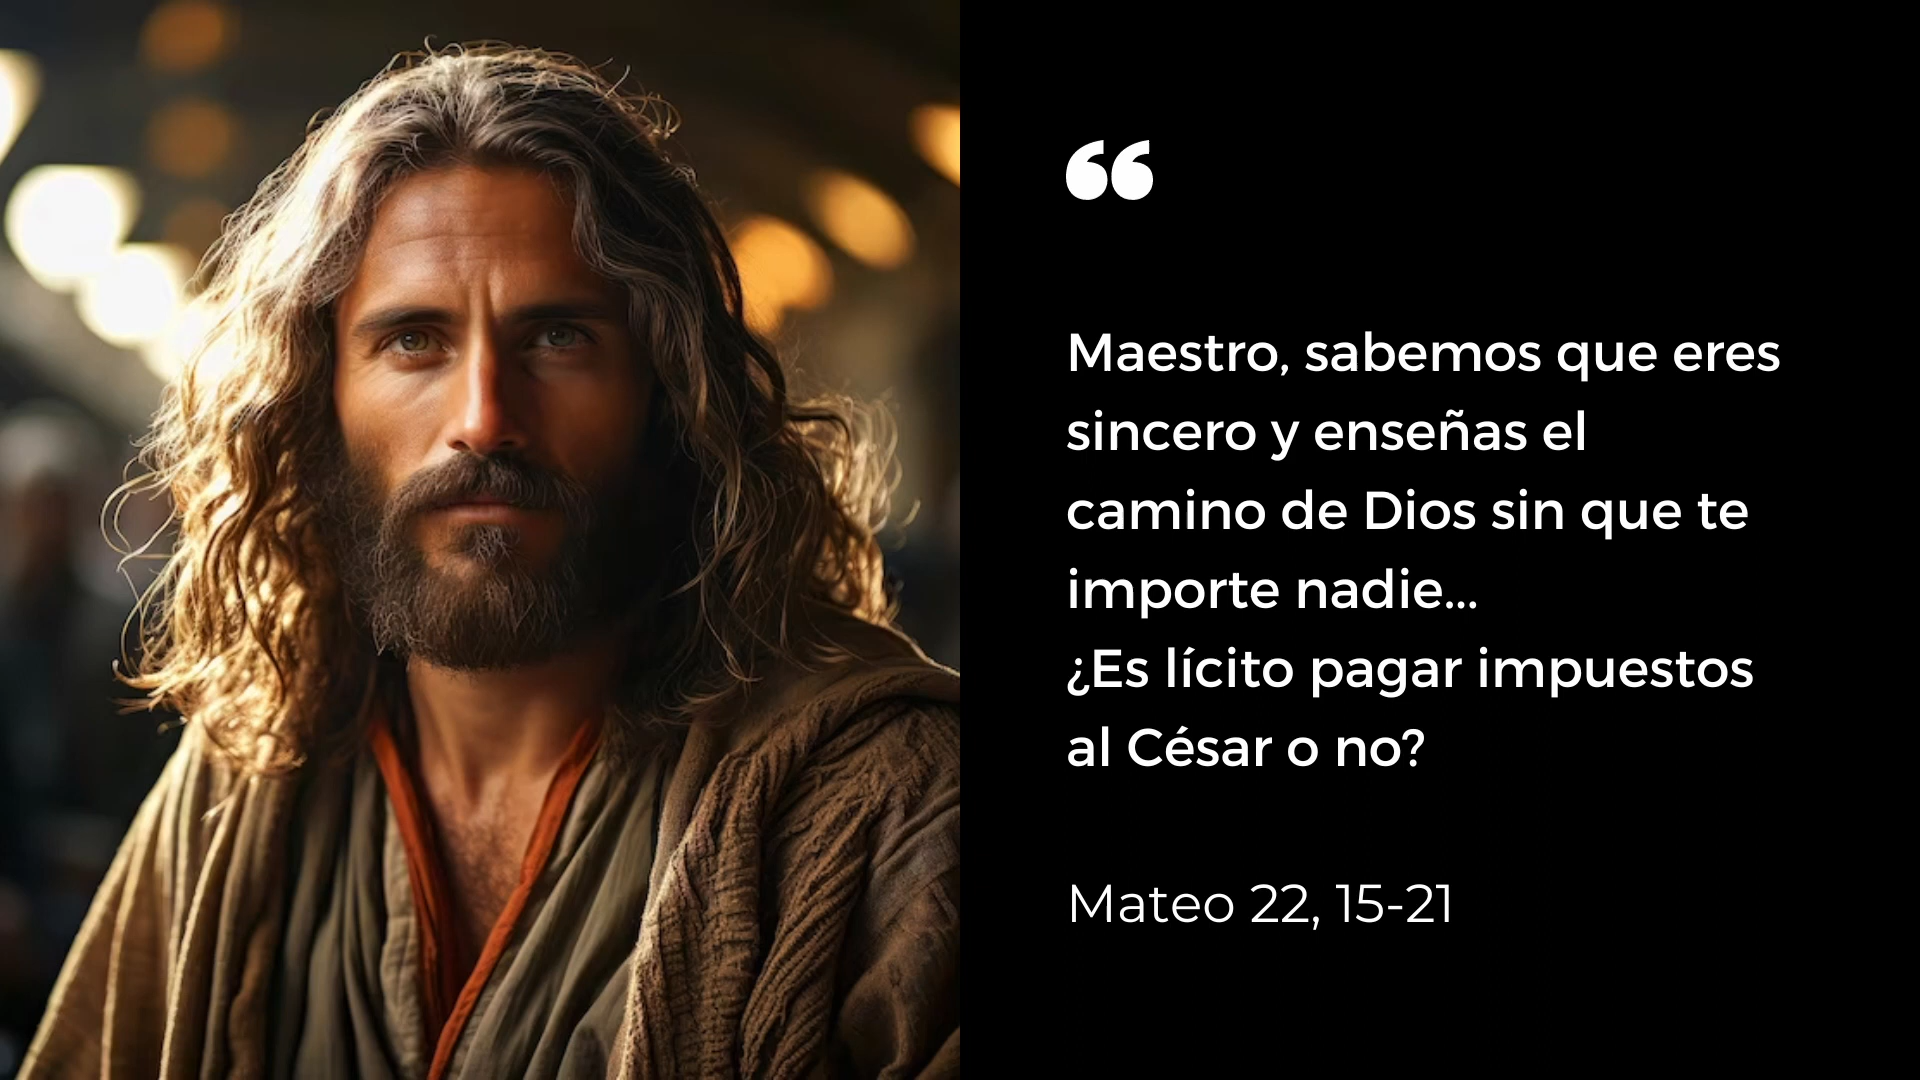 “
Maestro, sabemos que eres
sincero y enseñas el
camino de Dios sin que te
importe nadie...
¿Es lícito pagar impuestos
al César o no?
Mateo 22, 15-21